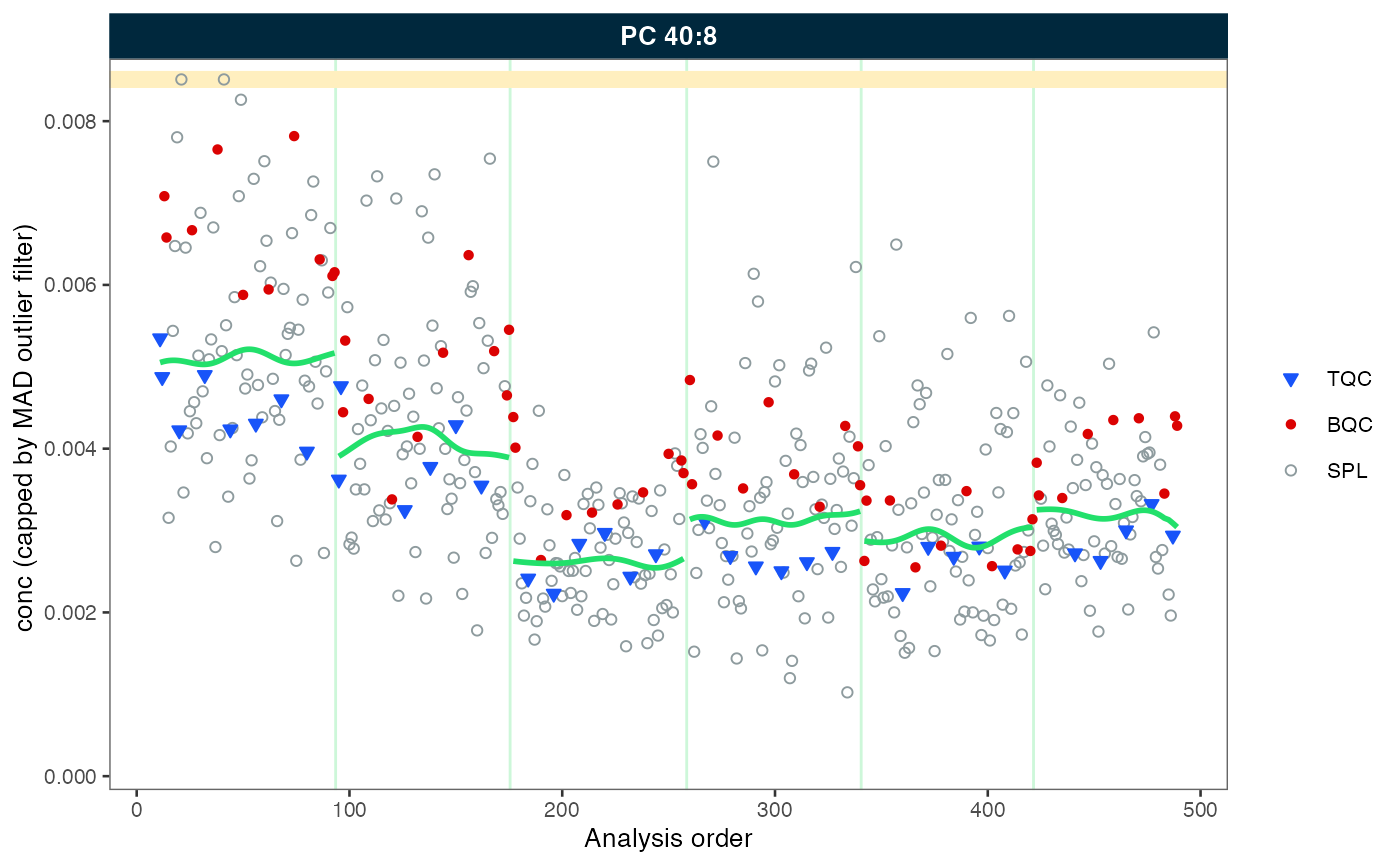 PC 40:8
conc (capped by MAD outlier filter)
0.008
0.006
0.004
0.002
0.000
0 100 200 300 400 500
Analysis order
TQC
BQC
SPL